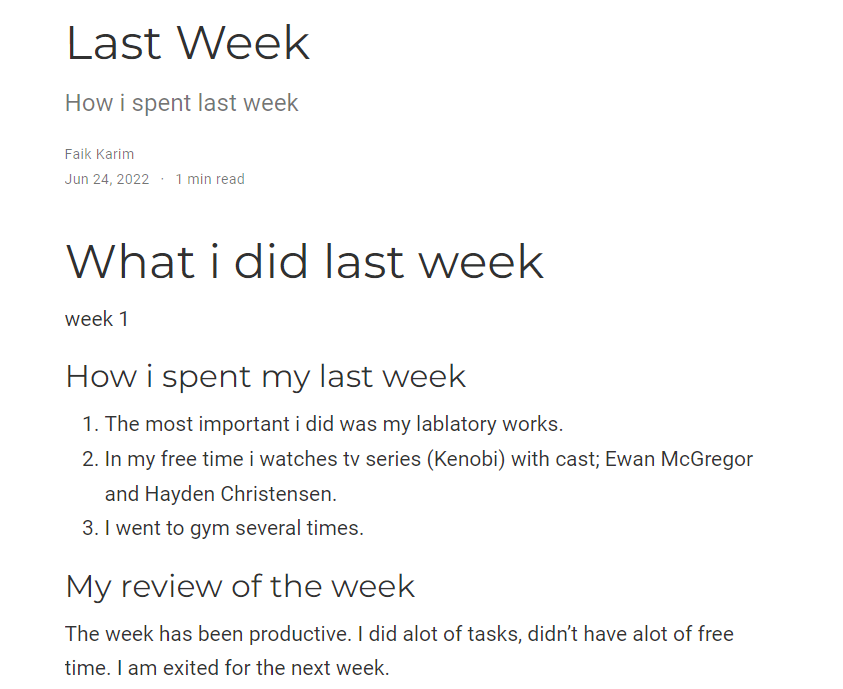 Last Week
How i spent last week
Faik Karim
Jun 24, 2022 · 1 min read
What i did last week
week 1
How i spent my last week
1. The most important i did was my lablatory works.
2. In my free time i watches tv series (Kenobi) with cast; Ewan McGregor
and Hayden Christensen.
3. I went to gym several times.
My review of the week
The week has been productive. I did alot of tasks, didn’t have alot of free
time. I am exited for the next week.